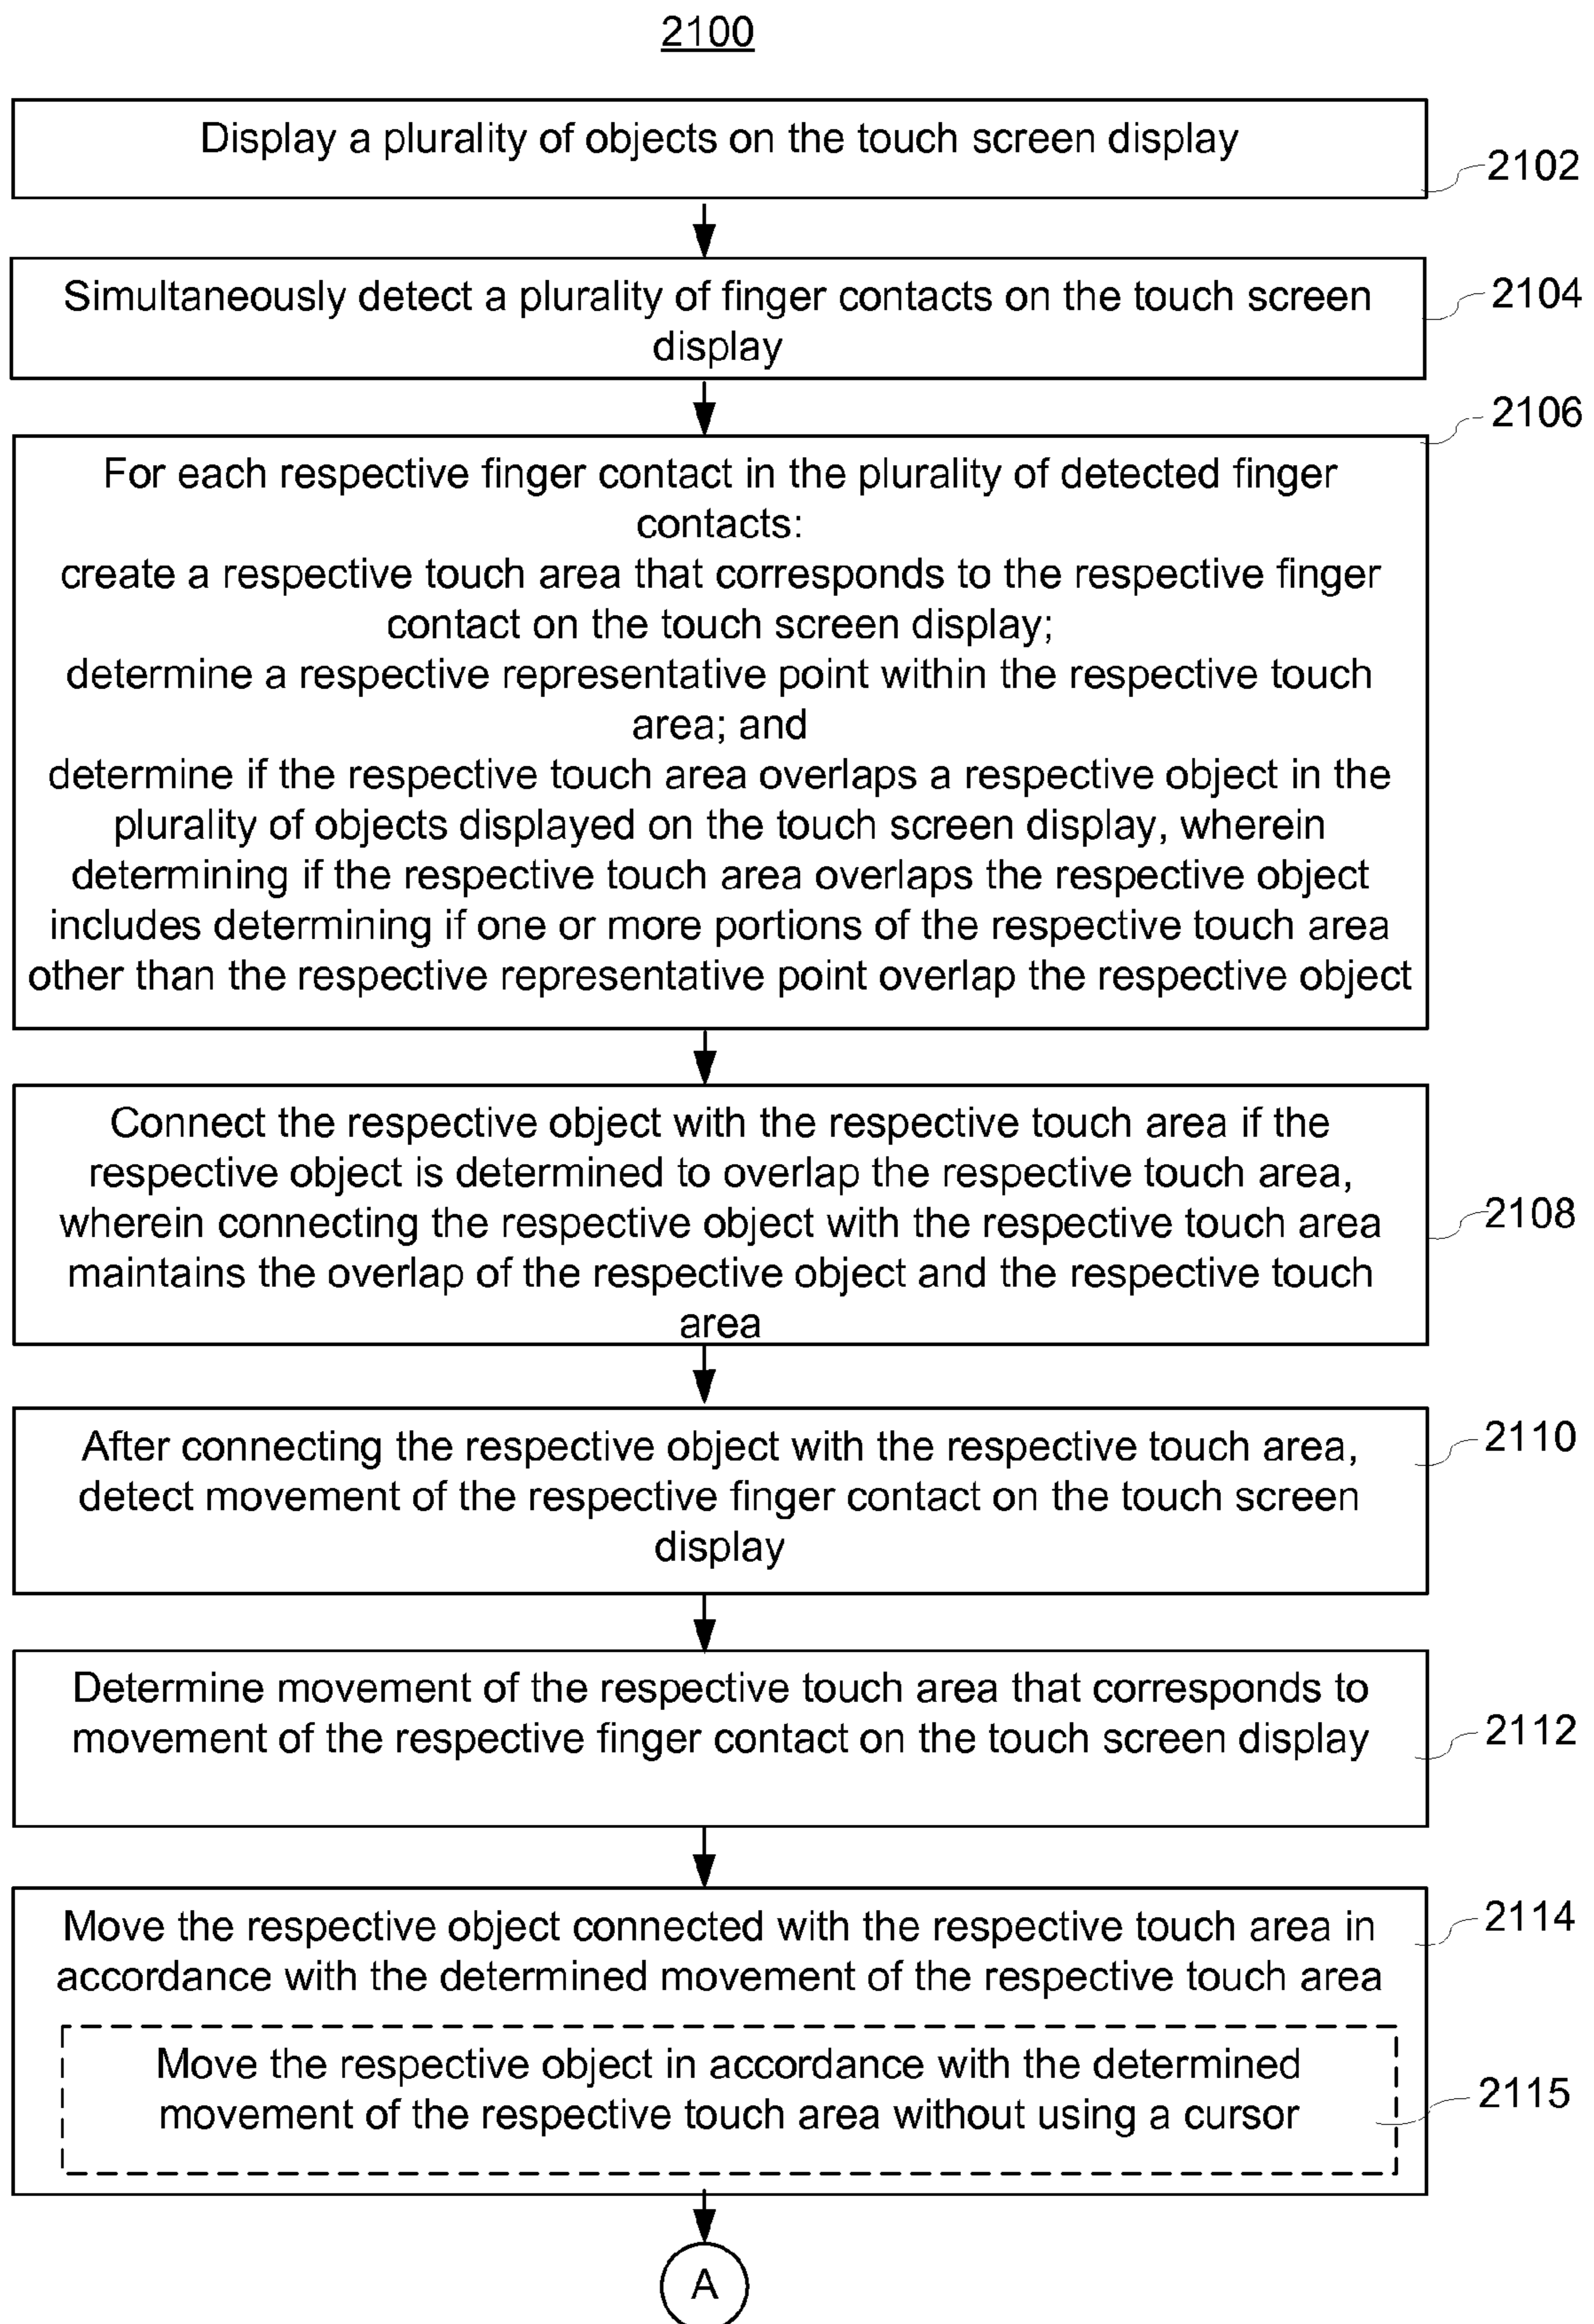 2100
Display a plurality of objects on the touch screen display
2102
Simultaneously detect a plurality of finger contacts on the touch screen
display
2104
2106
For each respective finger contact in the plurality of detected finger
contacts:
create a respective touch area that corresponds to the respective finger
contact on the touch screen display;
determine a respective representative point within the respective touch
area; and
determine if the respective touch area overlaps a respective object in the
plurality of objects displayed on the touch screen display, wherein
determining if the respective touch area overlaps the respective object
includes determining if one or more portions of the respective touch area
other than the respective representative point overlap the respective object
Connect the respective object with the respective touch area if the
respective object is determined to overlap the respective touch area,
wherein connecting the respective object with the respective touch area
maintains the overlap of the respective object and the respective touch
area
2108
After connecting the respective object with the respective touch area,
detect movement of the respective finger contact on the touch screen
display
2110
Determine movement of the respective touch area that corresponds to
movement of the respective finger contact on the touch screen display
2112
Move the respective object connected with the respective touch area in
accordance with the determined movement of the respective touch area
2114
Move the respective object in accordance with the determined
movement of the respective touch area without using a cursor
2115
A